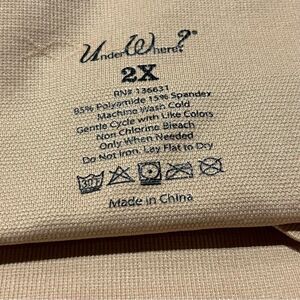 UnderWhere?®
2X
RN# 136631
85% Polyamide 15% Spandex
Machine Wash Cold
Gentle Cycle with Like Colors
Non Chlorine Bleach
Only When Needed
Do Not Iron, Lay Flat to Dry
Made in China